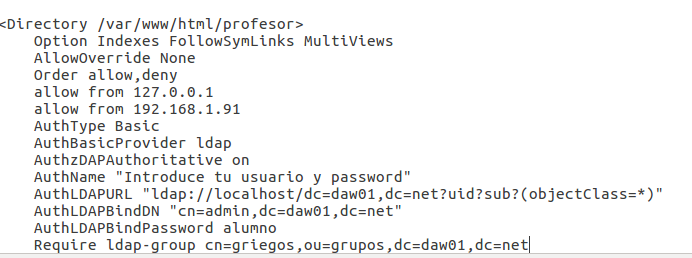 <Directory /var/www/html/profesor>
Option Indexes FollowSymLinks MultiViews
AllowOverride None
Order allow,deny
allow from 127.0.0.1
allow from 192.168.1.91
AuthType Basic
AuthBasicProvider ldap
AuthzDAPAuthoritative on
AuthName "Introduce tu usuario y password"
AuthLDAPURL "ldap://localhost/dc=daw01,dc=net?uid?sub?(objectClass=*)"
AuthLDAPBindDN "cn=admin,dc=daw01,dc=net"
AuthLDAPBindPassword alumno
Require ldap-group cn=griegos,ou=grupos,dc=daw01,dc=net